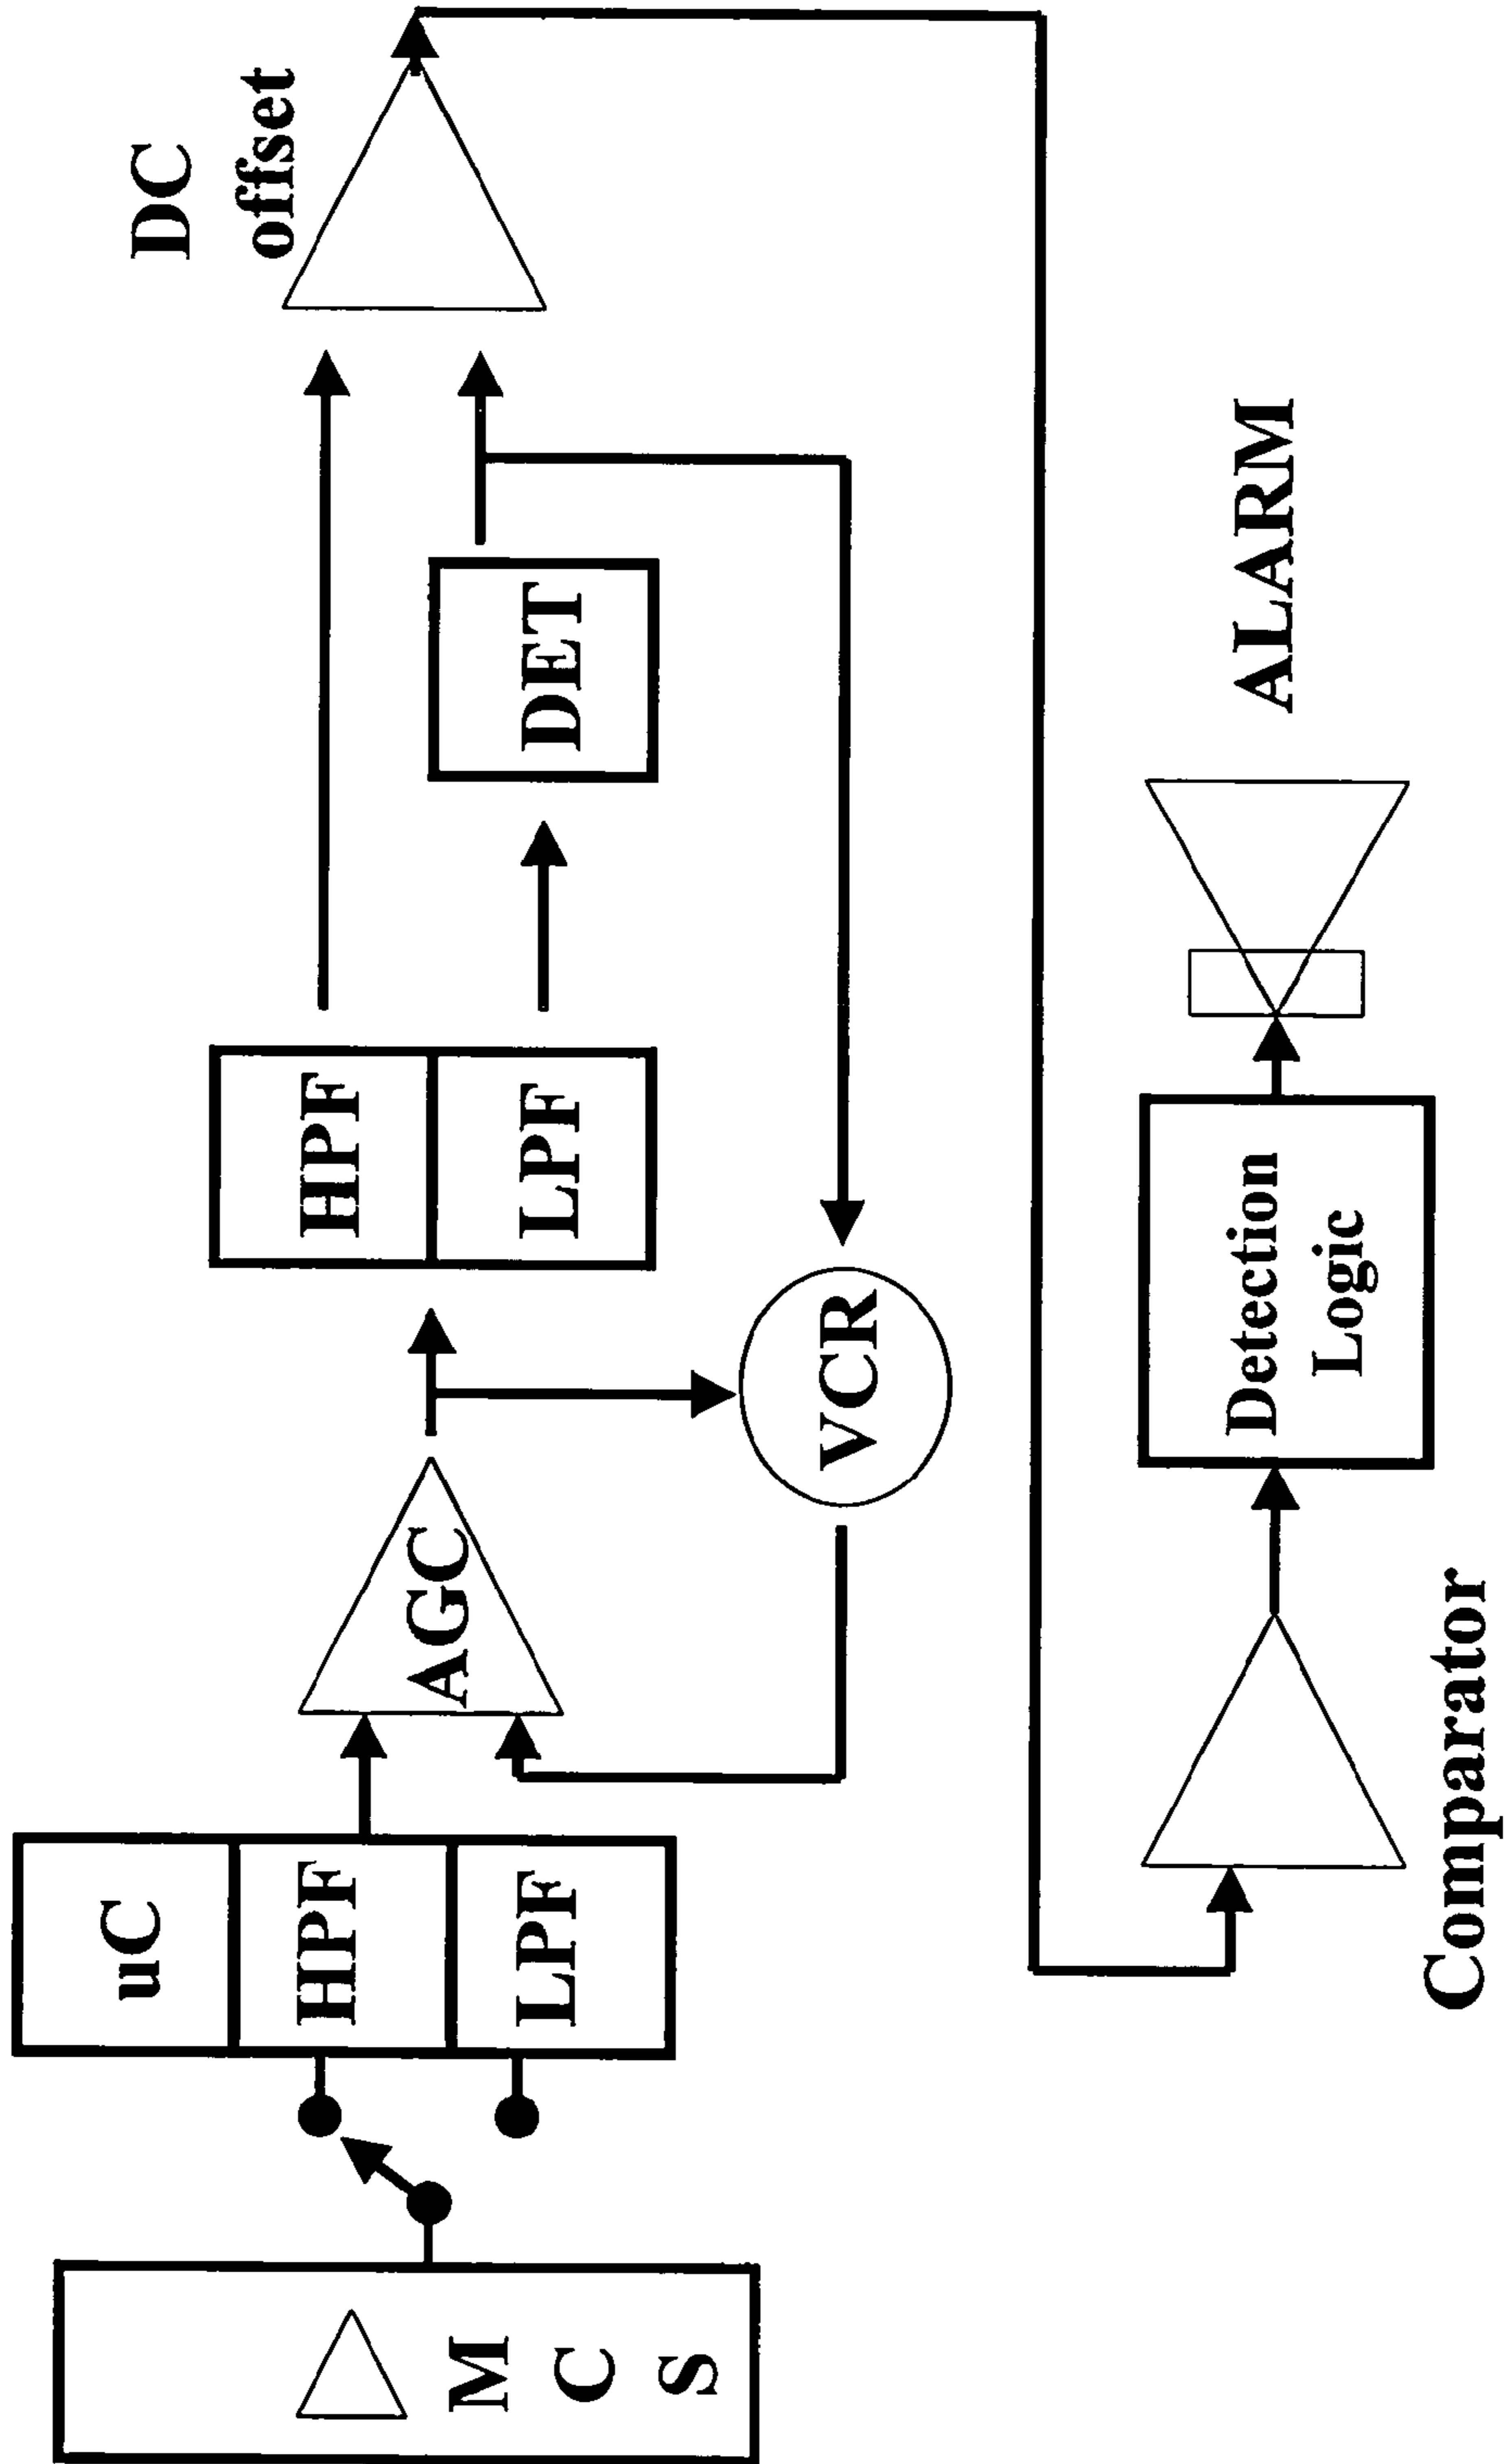 M
C
S
uC
HPF
LPF
AGC
VCR
HPF
LPF
DET
DC
offset
Comparator
Detection
Logic
ALARM